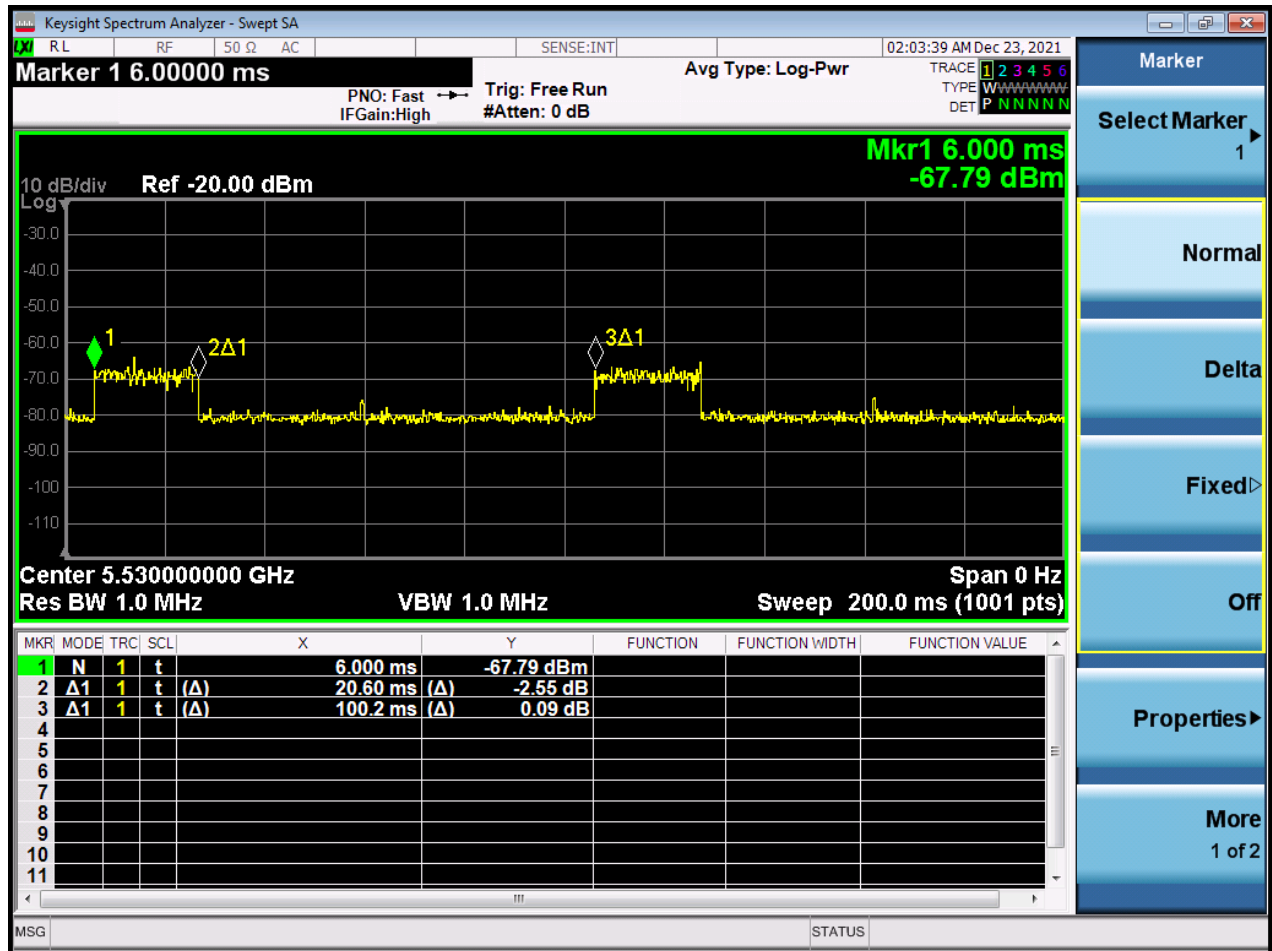 Keysight Spectrum Analyzer - Swept SA
LXI RL RF 50 Ω AC SENSE:INT 02:03:39 AM Dec 23, 2021
Marker 1 6.00000 ms
PNO: Fast
IFGain:High
Trig: Free Run
#Atten: 0 dB
Avg Type: Log-Pwr
TRACE 1 2 3 4 5 6
TYPE WWWWWW
DET P N N N N N
Mkr1 6.000 ms
-67.79 dBm
10 dB/div Ref -20.00 dBm
Log
-30.0
-40.0
-50.0
-60.0
-70.0
-80.0
-90.0
-100
-110
1
2Δ1
3Δ1
Center 5.530000000 GHz Span 0 Hz
Res BW 1.0 MHz VBW 1.0 MHz Sweep 200.0 ms (1001 pts)
MKR MODE TRC SCL X Y FUNCTION FUNCTION WIDTH FUNCTION VALUE
1 N 1 t 6.000 ms -67.79 dBm
2 Δ1 1 t (Δ) 20.60 ms (Δ) -2.55 dB
3 Δ1 1 t (Δ) 100.2 ms (Δ) 0.09 dB
4
5
6
7
8
9
10
11
MSG STATUS
Marker
Select Marker
1
Normal
Delta
Fixed
Off
Properties
More
1 of 2